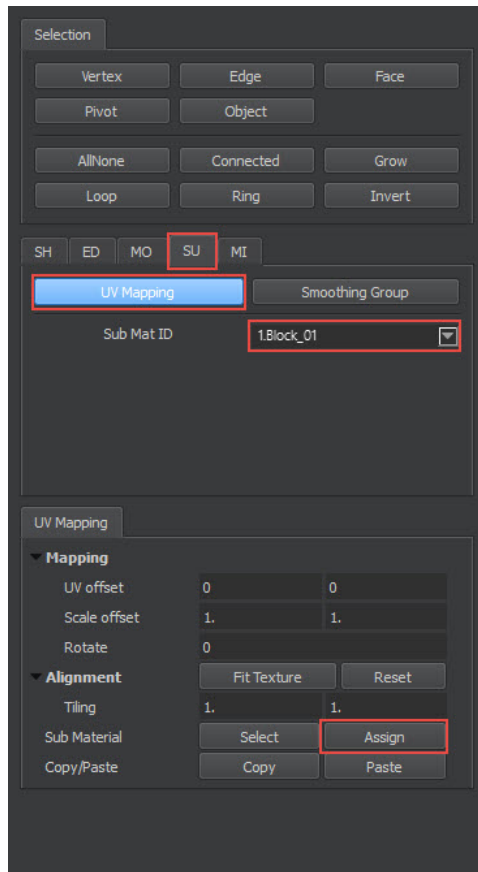 Selection
Vertex Edge Face
Pivot Object
AllNone Connected Grow
Loop Ring Invert
SH ED MO SU MI
UV Mapping Smoothing Group
Sub Mat ID 1.Block_01
UV Mapping
Mapping
UV offset 0 0
Scale offset 1. 1.
Rotate 0
Alignment Fit Texture Reset
Tiling 1. 1.
Sub Material Select Assign
Copy/Paste Copy Paste